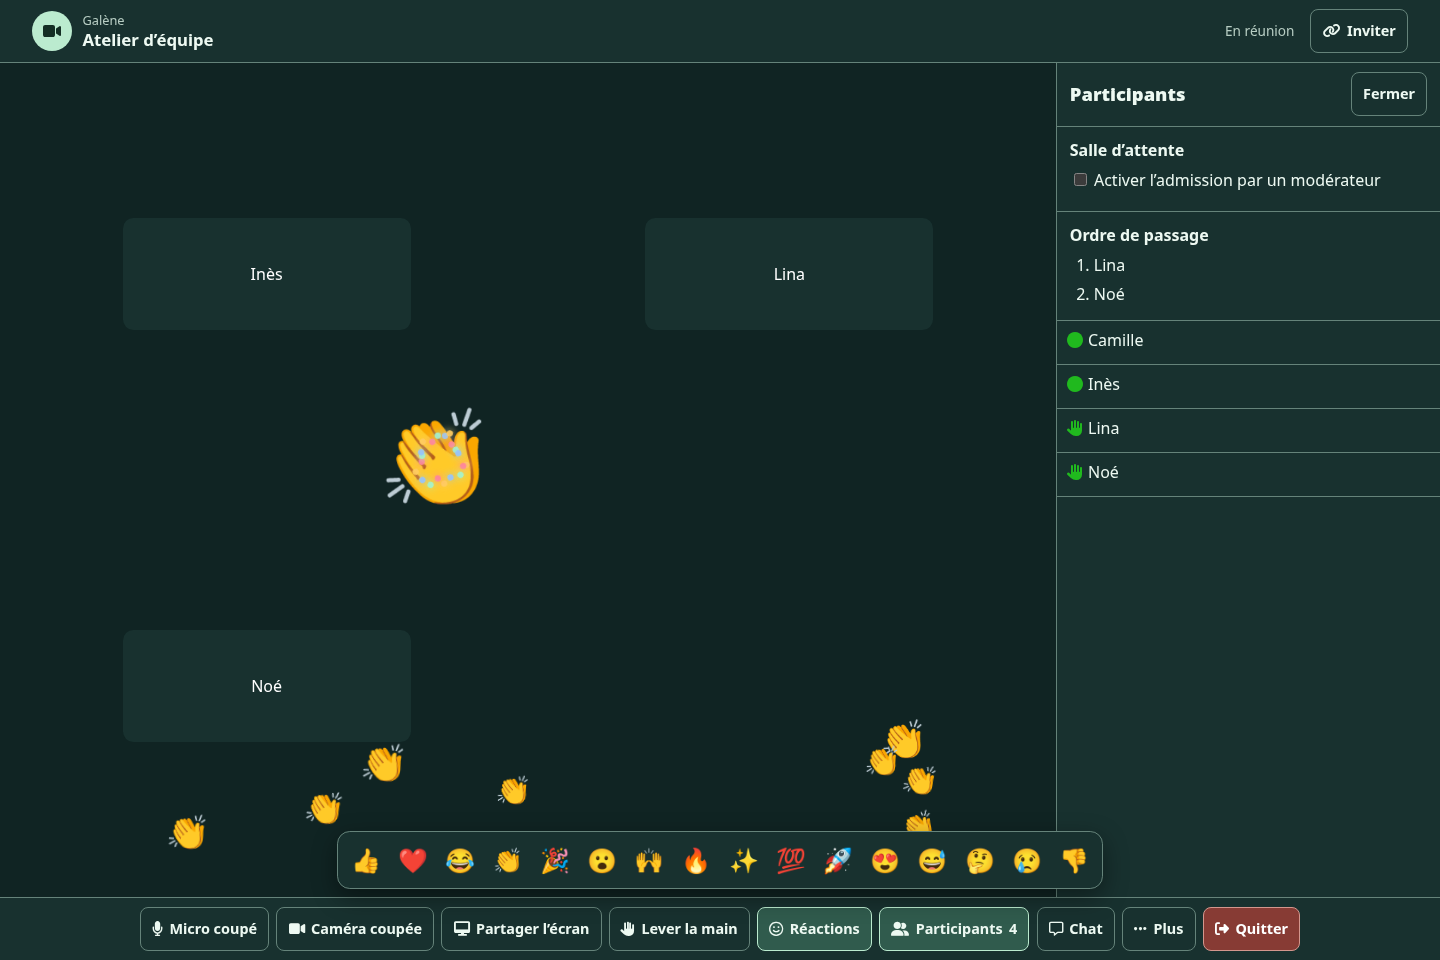 Galène
Atelier d’équipe
En réunion
Inviter
Participants
Fermer
Salle d’attente
Activer l’admission par un modérateur
Ordre de passage
1. Lina
2. Noé
Camille
Inès
Lina
Noé
Inès
Lina
Noé
Micro coupé
Caméra coupée
Partager l’écran
Lever la main
Réactions
Participants 4
Chat
Plus
Quitter